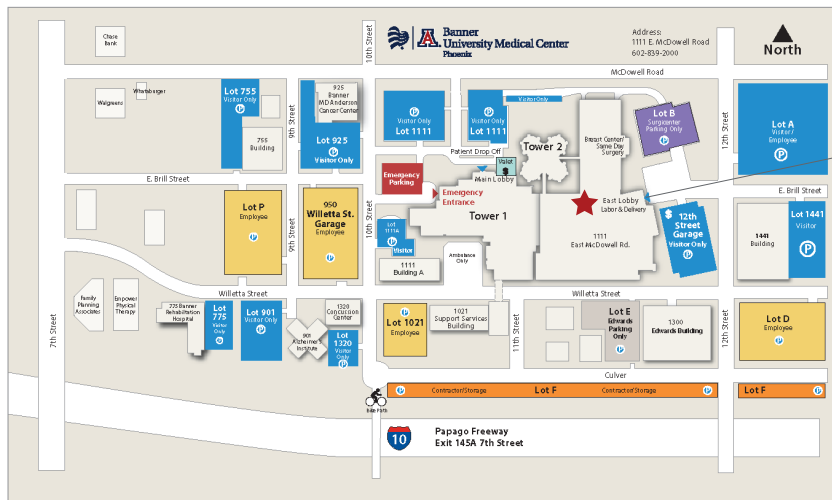 Chase
Bank
Whataburger
Walgreens
Lot 755
Visitor Only
755
Building
9th Street
925
Banner
MD Anderson
Cancer Center
Lot 925
Visitor Only
10th Street
Banner
University Medical Center
Phoenix
Address:
1111 E. McDowell Road
602-839-2000
12th Street
North
McDowell Road
Visitor Only
Lot 1111
Visitor Only
Lot 1111
Visitor Only
Patient Drop Off
Valet
Main Lobby
Tower 2
Breast Center/
Same Day
Surgery
Lot B
Surgicenter
Parking Only
12th Street
Lot A
Visitor/
Employee
E. Brill Street
E. Brill Street
Emergency
Parking
Emergency
Entrance
Tower 1
East Lobby
Labor & Delivery
1111
East McDowell Rd.
$
12th
Street
Garage
Visitor Only
1441
Building
Lot 1441
Visitor
Lot P
Employee
9th Street
950
Willetta St.
Garage
Employee
10th Street
Lot
1111A
Visitor
1111
Building A
Ambulance
Only
Willetta Street
Willetta Street
7th Street
Family
Planning
Associates
Empower
Physical
Therapy
775 Banner
Rehabilitation
Hospital
Lot
775
Visitor
Only
Lot 901
Visitor Only
901
Alzheimer's
Institute
1320
Concussion
Center
Lot
1320
Visitor
Only
Lot 1021
Employee
1021
Support Services
Building
11th Street
Lot E
Edwards
Parking
Only
1300
Edwards Building
12th Street
Lot D
Employee
Culver
Contractor/Storage
Lot F
Contractor/Storage
Lot F
Bike Path
10
Papago Freeway
Exit 145A 7th Street